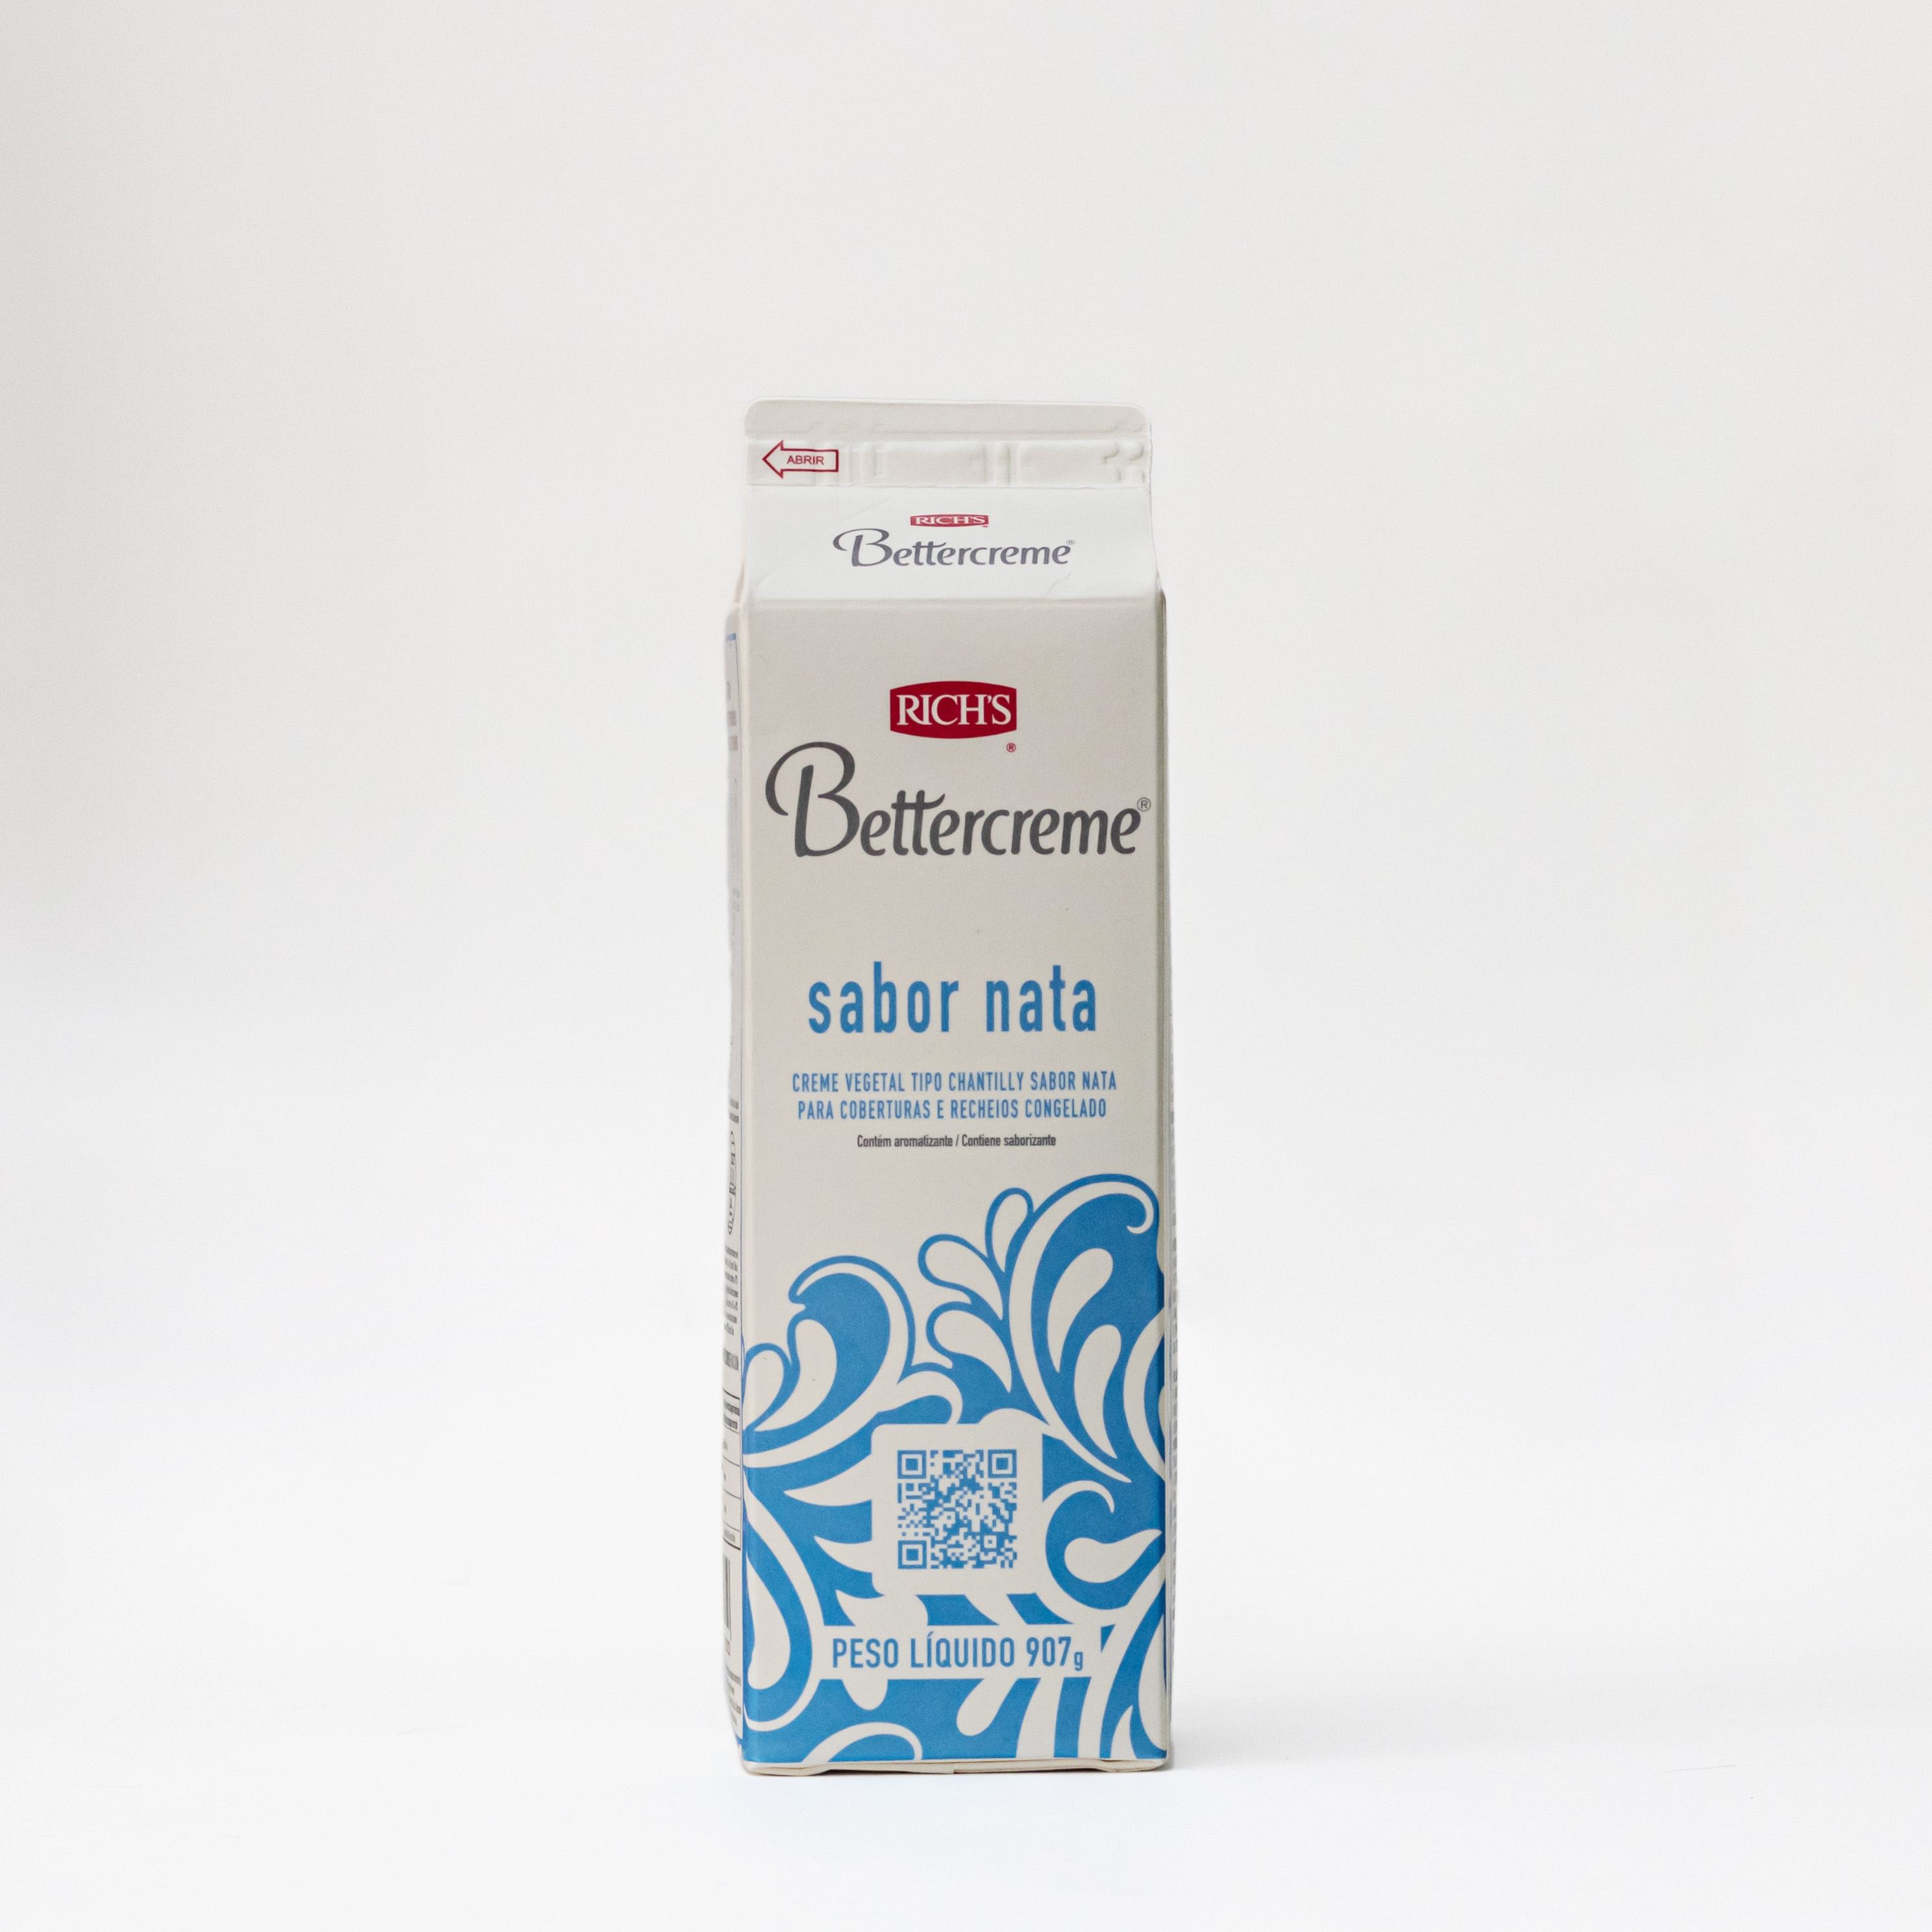 ABRIR
RICH'S
Bettercreme®
RICH'S
®
Bettercreme®
sabor nata
CREME VEGETAL TIPO CHANTILLY SABOR NATA
PARA COBERTURAS E RECHEIOS CONGELADO
Contém aromatizante / Contiene saborizante
PESO LÍQUIDO 907g